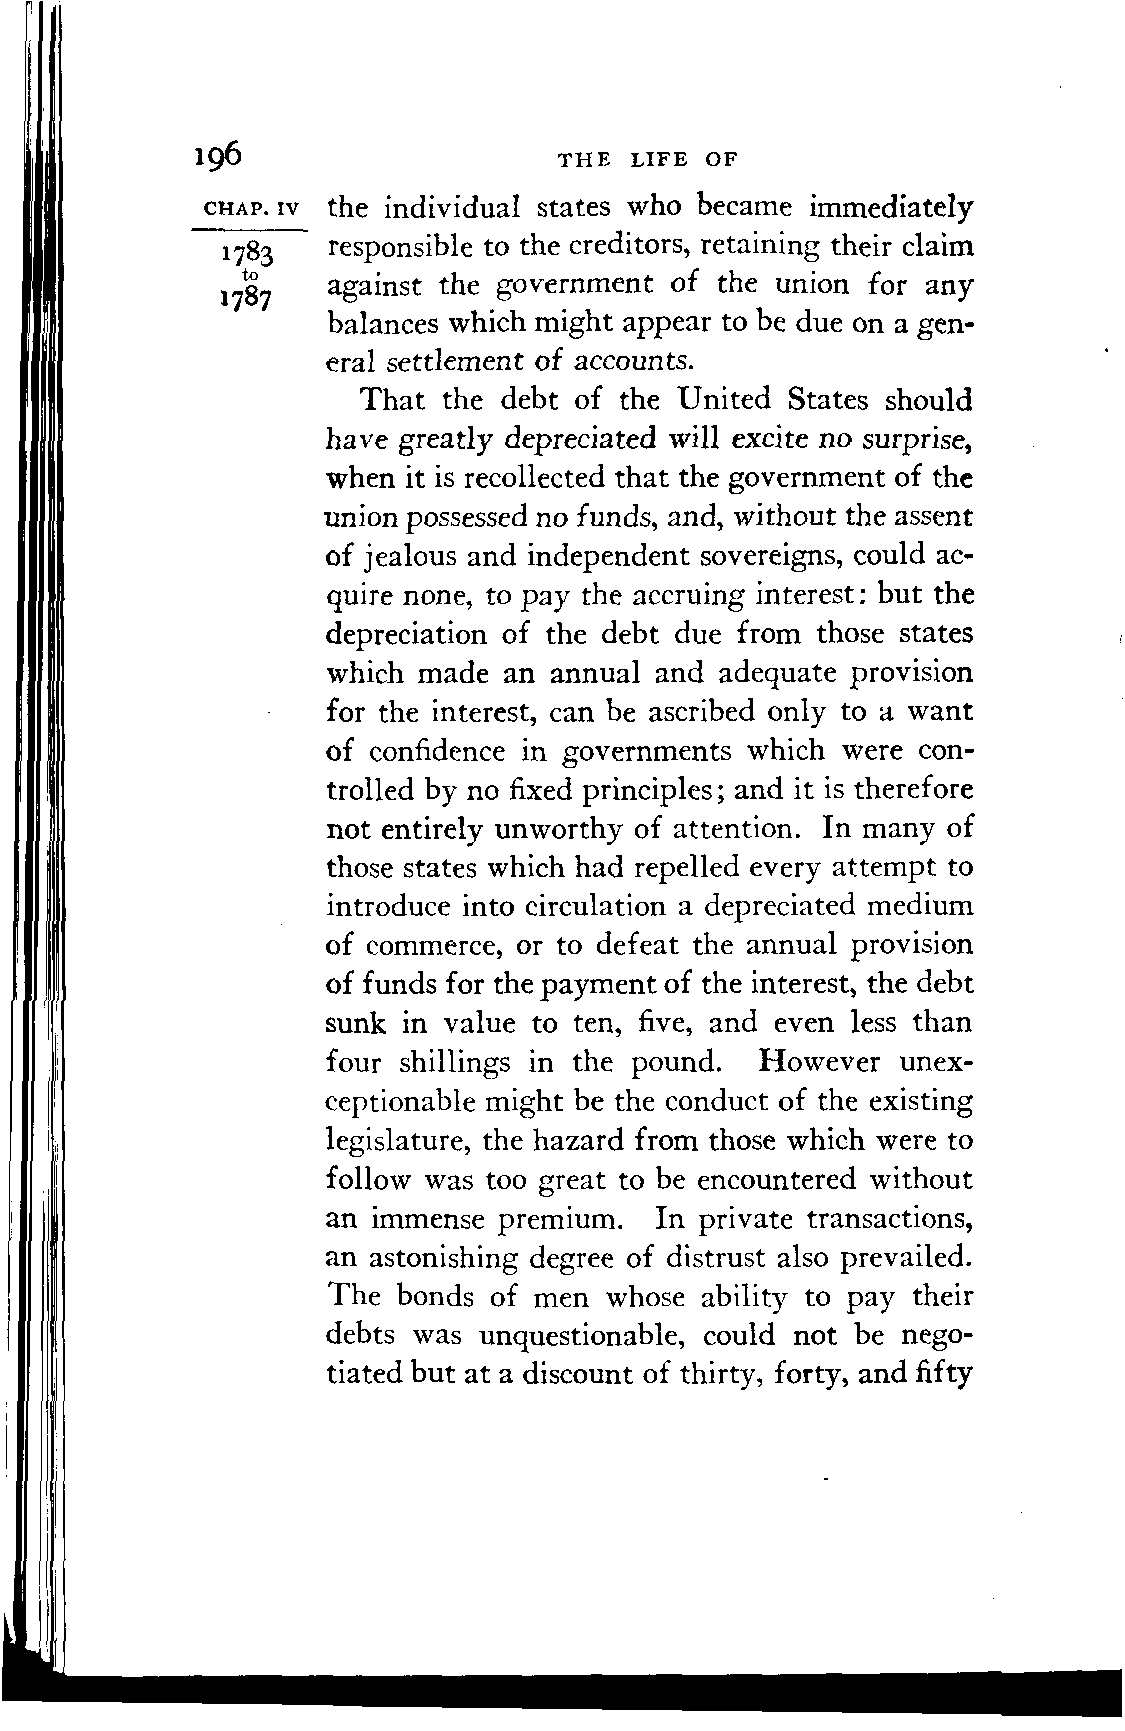 196 THE LIFE OF
CHAP. IV
1783
to
1787
the individual states who became immediately
responsible to the creditors, retaining their claim
against the government of the union for any
balances which might appear to be due on a gen-
eral settlement of accounts.
That the debt of the United States should
have greatly depreciated will excite no surprise,
when it is recollected that the government of the
union possessed no funds, and, without the assent
of jealous and independent sovereigns, could ac-
quire none, to pay the accruing interest: but the
depreciation of the debt due from those states
which made an annual and adequate provision
for the interest, can be ascribed only to a want
of confidence in governments which were con-
trolled by no fixed principles; and it is therefore
not entirely unworthy of attention. In many of
those states which had repelled every attempt to
introduce into circulation a depreciated medium
of commerce, or to defeat the annual provision
of funds for the payment of the interest, the debt
sunk in value to ten, five, and even less than
four shillings in the pound. However unex-
ceptionable might be the conduct of the existing
legislature, the hazard from those which were to
follow was too great to be encountered without
an immense premium. In private transactions,
an astonishing degree of distrust also prevailed.
The bonds of men whose ability to pay their
debts was unquestionable, could not be nego-
tiated but at a discount of thirty, forty, and fifty